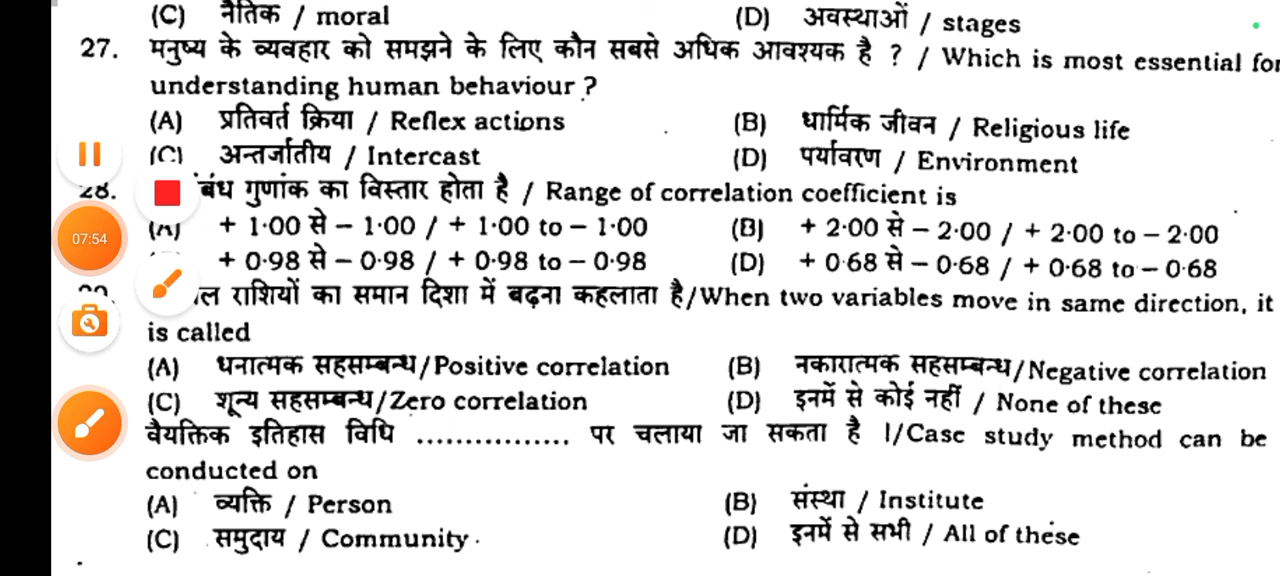 (C) नैतिक / moral (D) अवस्थाओं / stages
27. मनुष्य के व्यवहार को समझने के लिए कौन सबसे अधिक आवश्यक है ? / Which is most essential for
understanding human behaviour ?
(A) प्रतिवर्त क्रिया / Reflex actions (B) धार्मिक जीवन / Religious life
(C) अन्तर्जातीय / Intercast (D) पर्यावरण / Environment
28. बंध गुणांक का विस्तार होता है / Range of correlation coefficient is
(A) + 1·00 से – 1·00 / + 1·00 to – 1·00 (B) + 2·00 से – 2·00 / + 2·00 to – 2·00
07:54
+ 0·98 से – 0·98 / + 0·98 to – 0·98 (D) + 0·68 से – 0·68 / + 0·68 to – 0·68
राशियों का समान दिशा में बढ़ना कहलाता है/When two variables move in same direction, it
is called
(A) धनात्मक सहसम्बन्ध/Positive correlation (B) नकारात्मक सहसम्बन्ध/Negative correlation
(C) शून्य सहसम्बन्ध/Zero correlation (D) इनमें से कोई नहीं / None of these
वैयक्तिक इतिहास विधि ................ पर चलाया जा सकता है ।/Case study method can be
conducted on
(A) व्यक्ति / Person (B) संस्था / Institute
(C) समुदाय / Community (D) इनमें से सभी / All of these